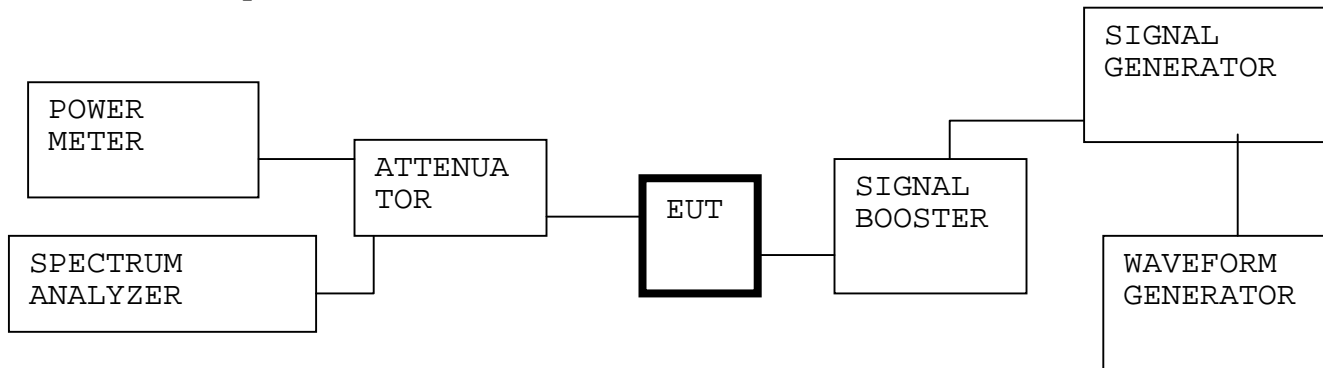 SIGNAL
GENERATOR
POWER
METER
ATTENUA
TOR
EUT
SIGNAL
BOOSTER
SPECTRUM
ANALYZER
WAVEFORM
GENERATOR